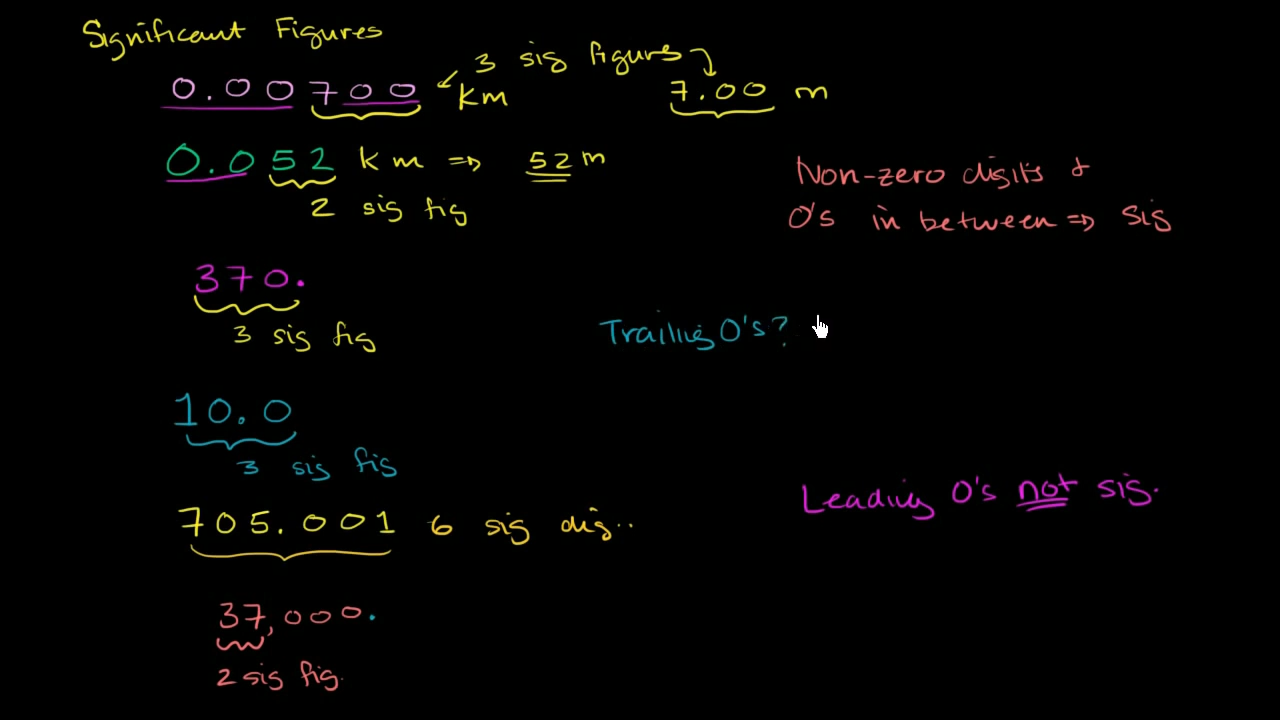 Significant Figures
3 sig figures
0.00700 km 7.00 m
0.052 km => 52 m
2 sig fig
Non-zero digits &
0's in between => sig
370.
3 sig fig
Trailing 0's?
10.0
3 sig fig
Leading 0's not sig.
705.001 6 sig dig..
37,000.
2 sig fig.